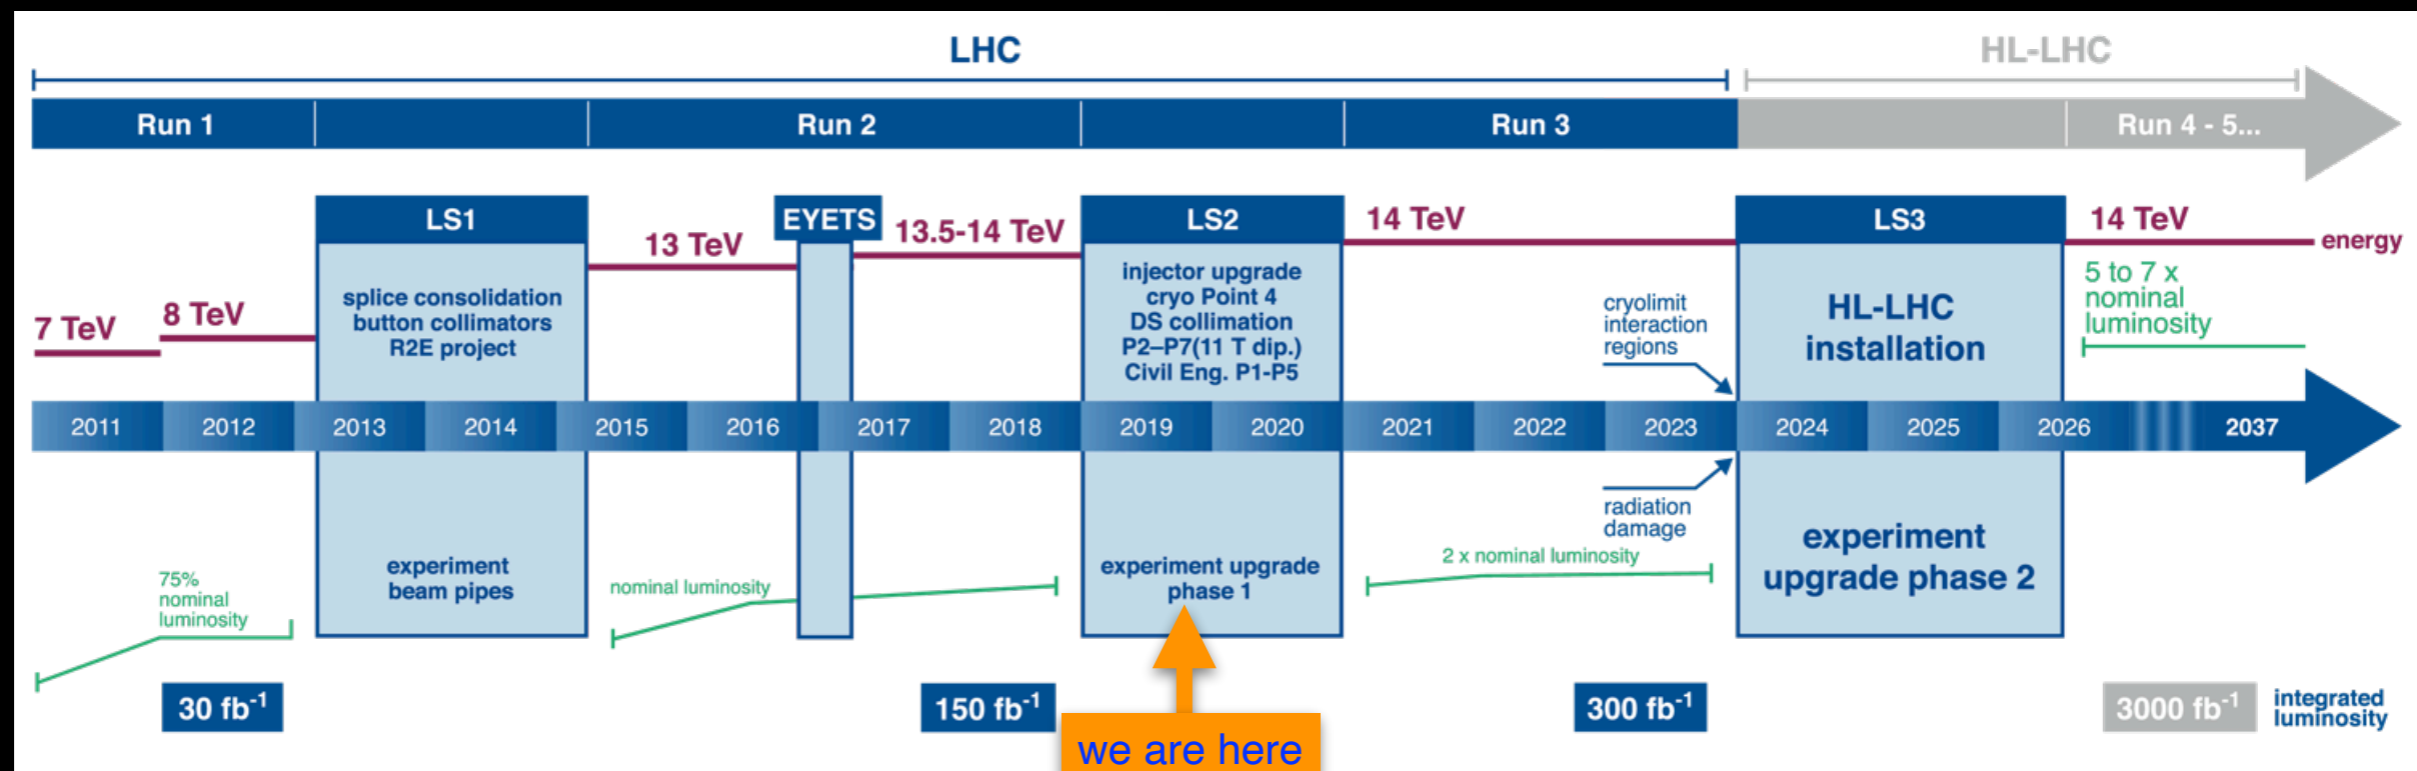 LHC
HL-LHC
Run 1
Run 2
Run 3
Run 4 - 5...
LS1
EYETS
13.5-14 TeV
LS2
14 TeV
LS3
14 TeV
13 TeV
energy
7 TeV
8 TeV
splice consolidation
button collimators
R2E project
injector upgrade
cryo Point 4
DS collimation
P2–P7(11 T dip.)
Civil Eng. P1-P5
cryolimit
interaction
regions
HL-LHC
installation
5 to 7 x
nominal
luminosity
2011
2012
2013
2014
2015
2016
2017
2018
2019
2020
2021
2022
2023
2024
2025
2026
2037
75%
nominal
luminosity
experiment
beam pipes
nominal luminosity
experiment upgrade
phase 1
2 x nominal luminosity
radiation
damage
experiment
upgrade phase 2
30 fb⁻¹
150 fb⁻¹
300 fb⁻¹
3000 fb⁻¹
integrated
luminosity
we are here